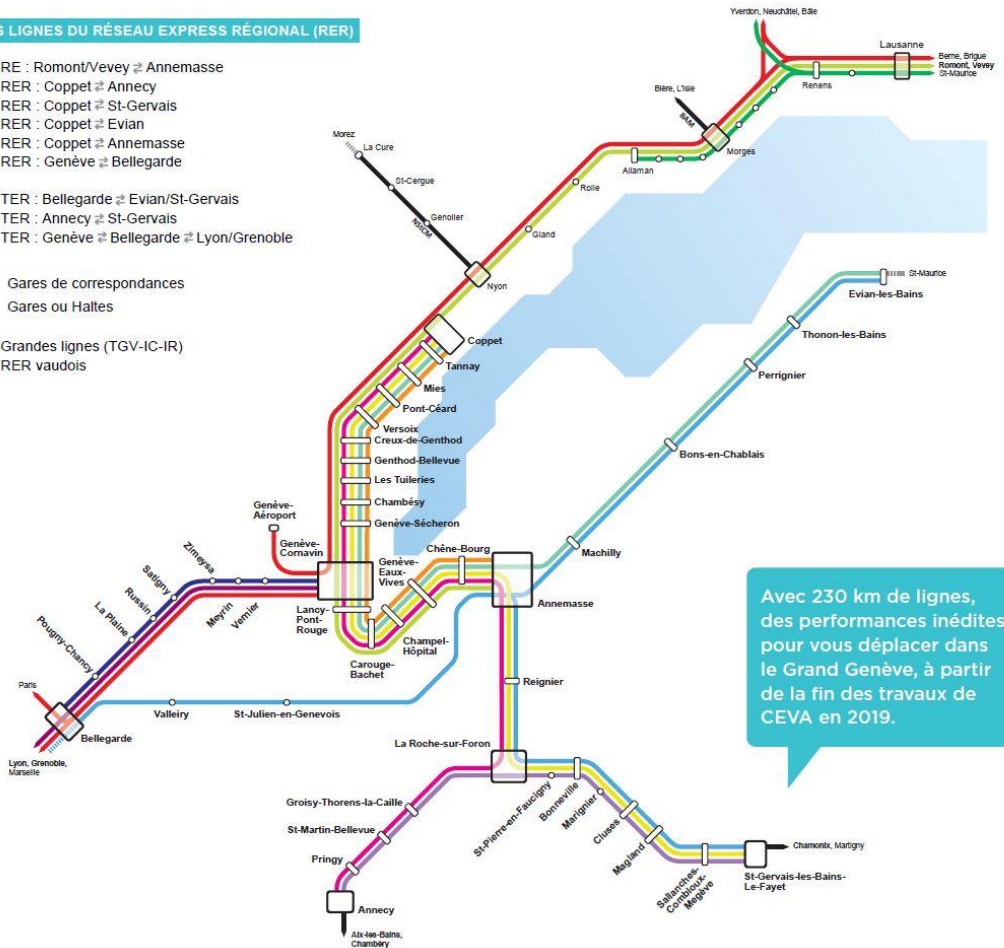 S LIGNES DU RÉSEAU EXPRESS RÉGIONAL (RER)
RE : Romont/Vevey ⇄ Annemasse
RER : Coppet ⇄ Annecy
RER : Coppet ⇄ St-Gervais
RER : Coppet ⇄ Evian
RER : Coppet ⇄ Annemasse
RER : Genève ⇄ Bellegarde
TER : Bellegarde ⇄ Evian/St-Gervais
TER : Annecy ⇄ St-Gervais
TER : Genève ⇄ Bellegarde ⇄ Lyon/Grenoble
Gares de correspondances
Gares ou Haltes
Grandes lignes (TGV-IC-IR)
RER vaudois
Yverdon, Neuchâtel, Bâle
Lausanne
Berne, Brigue
Romont, Vevey
St-Maurice
Renens
Bière, L'Isle
BAM
Morges
Allaman
Morez
La Cure
St-Cergue
Genolier
NStCM
Rolle
Gland
Nyon
Coppet
Tannay
Mies
Pont-Céard
Versoix
Creux-de-Genthod
Genthod-Bellevue
Les Tuileries
Chambésy
Genève-Sécheron
St-Maurice
Evian-les-Bains
Thonon-les-Bains
Perrignier
Bons-en-Chablais
Machilly
Genève-
Aéroport
Genève-
Cornavin
Genève-
Eaux-
Vives
Chêne-Bourg
Annemasse
Lancy-
Pont-
Rouge
Carouge-
Bachet
Champel-
Hôpital
Zimeysa
Satigny
Russin
La Plaine
Pougny-Chancy
Meyrin
Vernier
Paris
Bellegarde
Lyon, Grenoble,
Marseille
Valleiry
St-Julien-en-Genevois
Reignier
La Roche-sur-Foron
Groisy-Thorens-la-Caille
St-Martin-Bellevue
Pringy
Annecy
Aix-les-Bains,
Chambéry
St-Pierre-en-Faucigny
Bonneville
Marignier
Cluses
Magland
Sallanches-
Combloux-
Megève
St-Gervais-les-Bains-
Le-Fayet
Chamonix, Martigny
Avec 230 km de lignes,
des performances inédites
pour vous déplacer dans
le Grand Genève, à partir
de la fin des travaux de
CEVA en 2019.